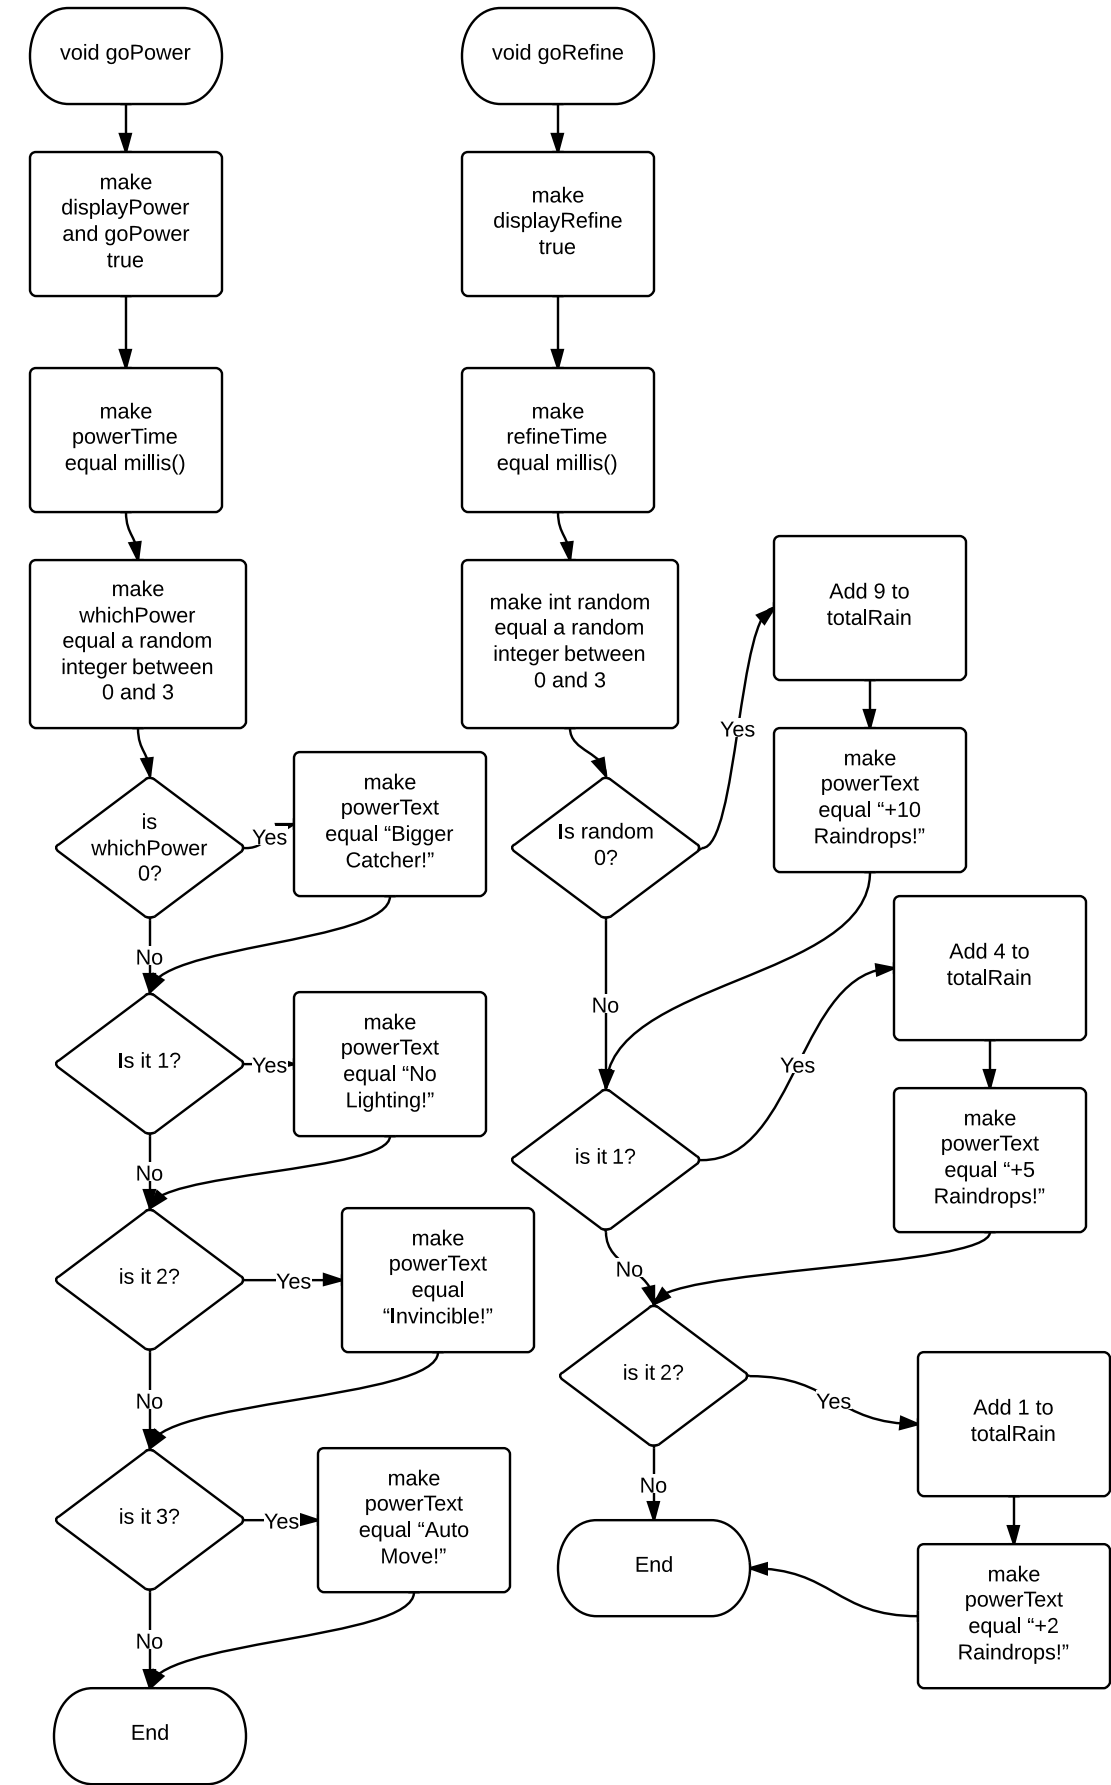 void goPower
make
displayPower
and goPower
true
make
powerTime
equal millis()
make
whichPower
equal a random
integer between
0 and 3
is
whichPower
0?
Yes
make
powerText
equal “Bigger
Catcher!”
No
Is it 1?
Yes
make
powerText
equal “No
Lighting!”
No
is it 2?
Yes
make
powerText
equal
“Invincible!”
No
is it 3?
Yes
make
powerText
equal “Auto
Move!”
No
End
void goRefine
make
displayRefine
true
make
refineTime
equal millis()
make int random
equal a random
integer between
0 and 3
Is random
0?
Yes
Add 9 to
totalRain
make
powerText
equal “+10
Raindrops!”
No
is it 1?
Yes
Add 4 to
totalRain
make
powerText
equal “+5
Raindrops!”
No
is it 2?
Yes
Add 1 to
totalRain
make
powerText
equal “+2
Raindrops!”
No
End